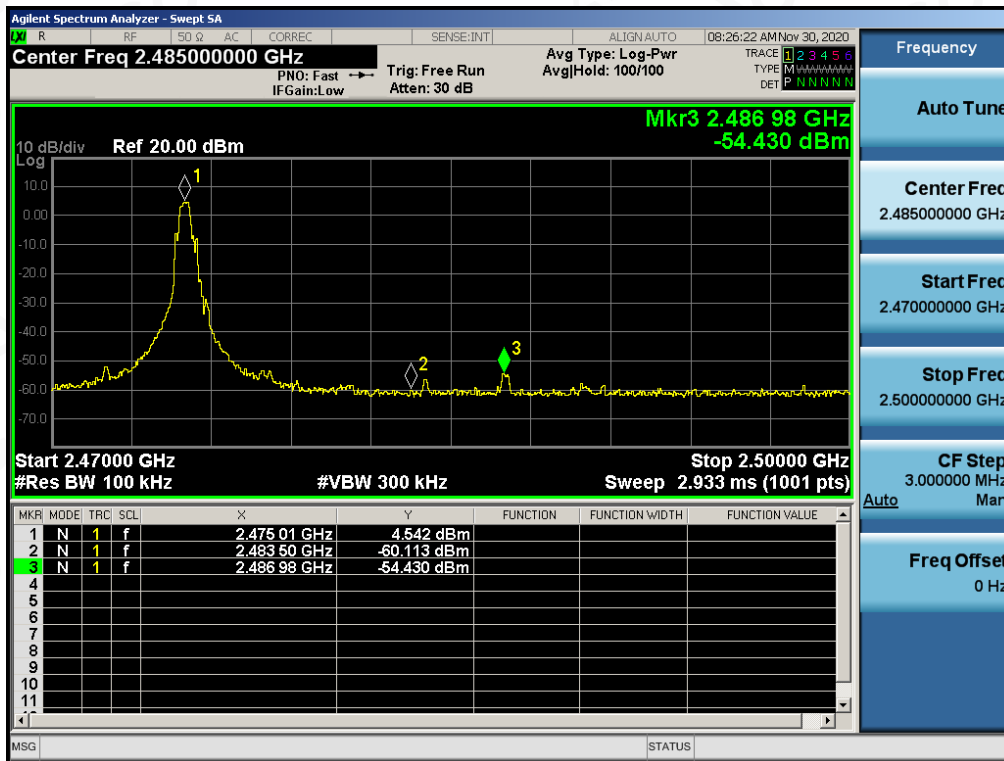 Agilent Spectrum Analyzer - Swept SA
LXI R RF 50 Ω AC CORREC SENSE:INT ALIGN AUTO 08:26:22 AM Nov 30, 2020
Center Freq 2.485000000 GHz
PNO: Fast
IFGain:Low
Trig: Free Run
Atten: 30 dB
Avg Type: Log-Pwr
Avg|Hold: 100/100
TRACE 1 2 3 4 5 6
TYPE M WWWWW
DET P N N N N N
Mkr3 2.486 98 GHz
-54.430 dBm
10 dB/div Ref 20.00 dBm
Log
10.0
0.00
-10.0
-20.0
-30.0
-40.0
-50.0
-60.0
-70.0
1
2
3
Start 2.47000 GHz Stop 2.50000 GHz
#Res BW 100 kHz #VBW 300 kHz Sweep 2.933 ms (1001 pts)
MKR MODE TRC SCL X Y FUNCTION FUNCTION WIDTH FUNCTION VALUE
1 N 1 f 2.475 01 GHz 4.542 dBm
2 N 1 f 2.483 50 GHz -60.113 dBm
3 N 1 f 2.486 98 GHz -54.430 dBm
4
5
6
7
8
9
10
11
MSG STATUS
Frequency
Auto Tune
Center Freq
2.485000000 GHz
Start Freq
2.470000000 GHz
Stop Freq
2.500000000 GHz
CF Step
3.000000 MHz
Auto Man
Freq Offset
0 Hz